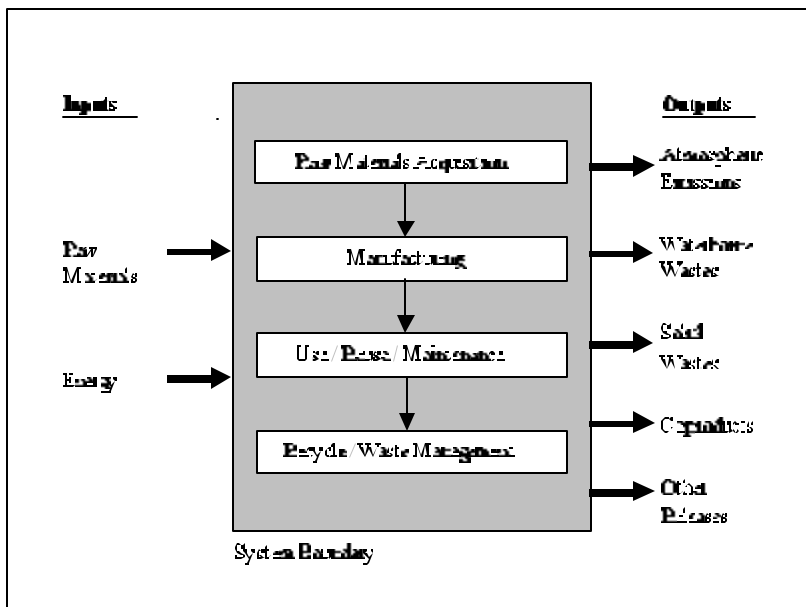 Inputs
Outputs
Raw Materials Acquisition
Atmospheric
Emissions
Raw
Materials
Manufacturing
Waterborne
Wastes
Use / Reuse / Maintenance
Solid
Wastes
Energy
Coproducts
Recycle / Waste Management
Other
Releases
System Boundary